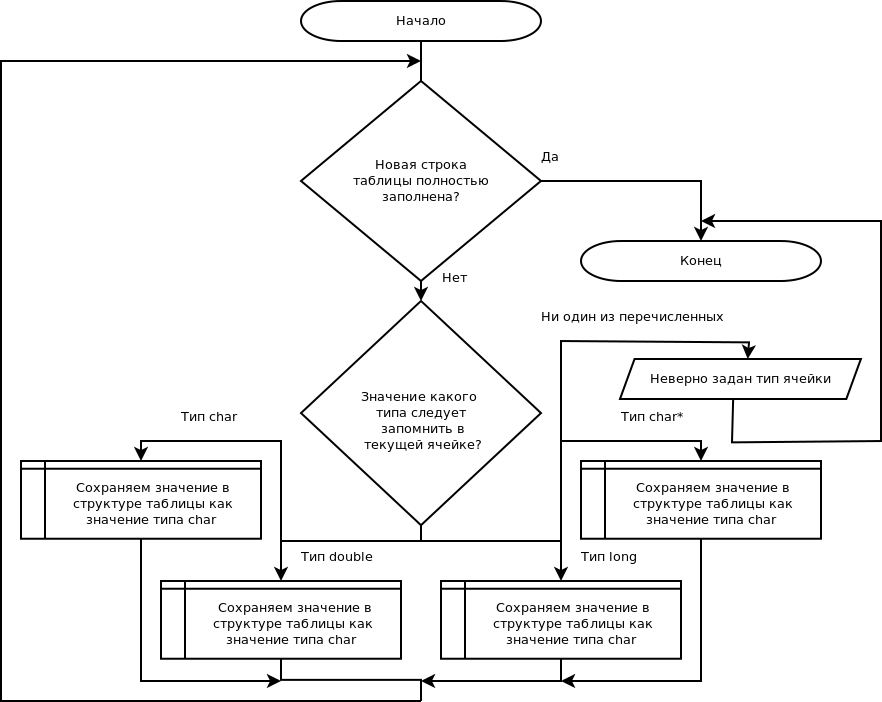 Начало
Новая строка
таблицы полностью
заполнена?
Да
Конец
Нет
Ни один из перечисленных
Неверно задан тип ячейки
Значение какого
типа следует
запомнить в
текущей ячейке?
Тип char
Тип char*
Сохраняем значение в
структуре таблицы как
значение типа char
Сохраняем значение в
структуре таблицы как
значение типа char
Тип double
Тип long
Сохраняем значение в
структуре таблицы как
значение типа char
Сохраняем значение в
структуре таблицы как
значение типа char